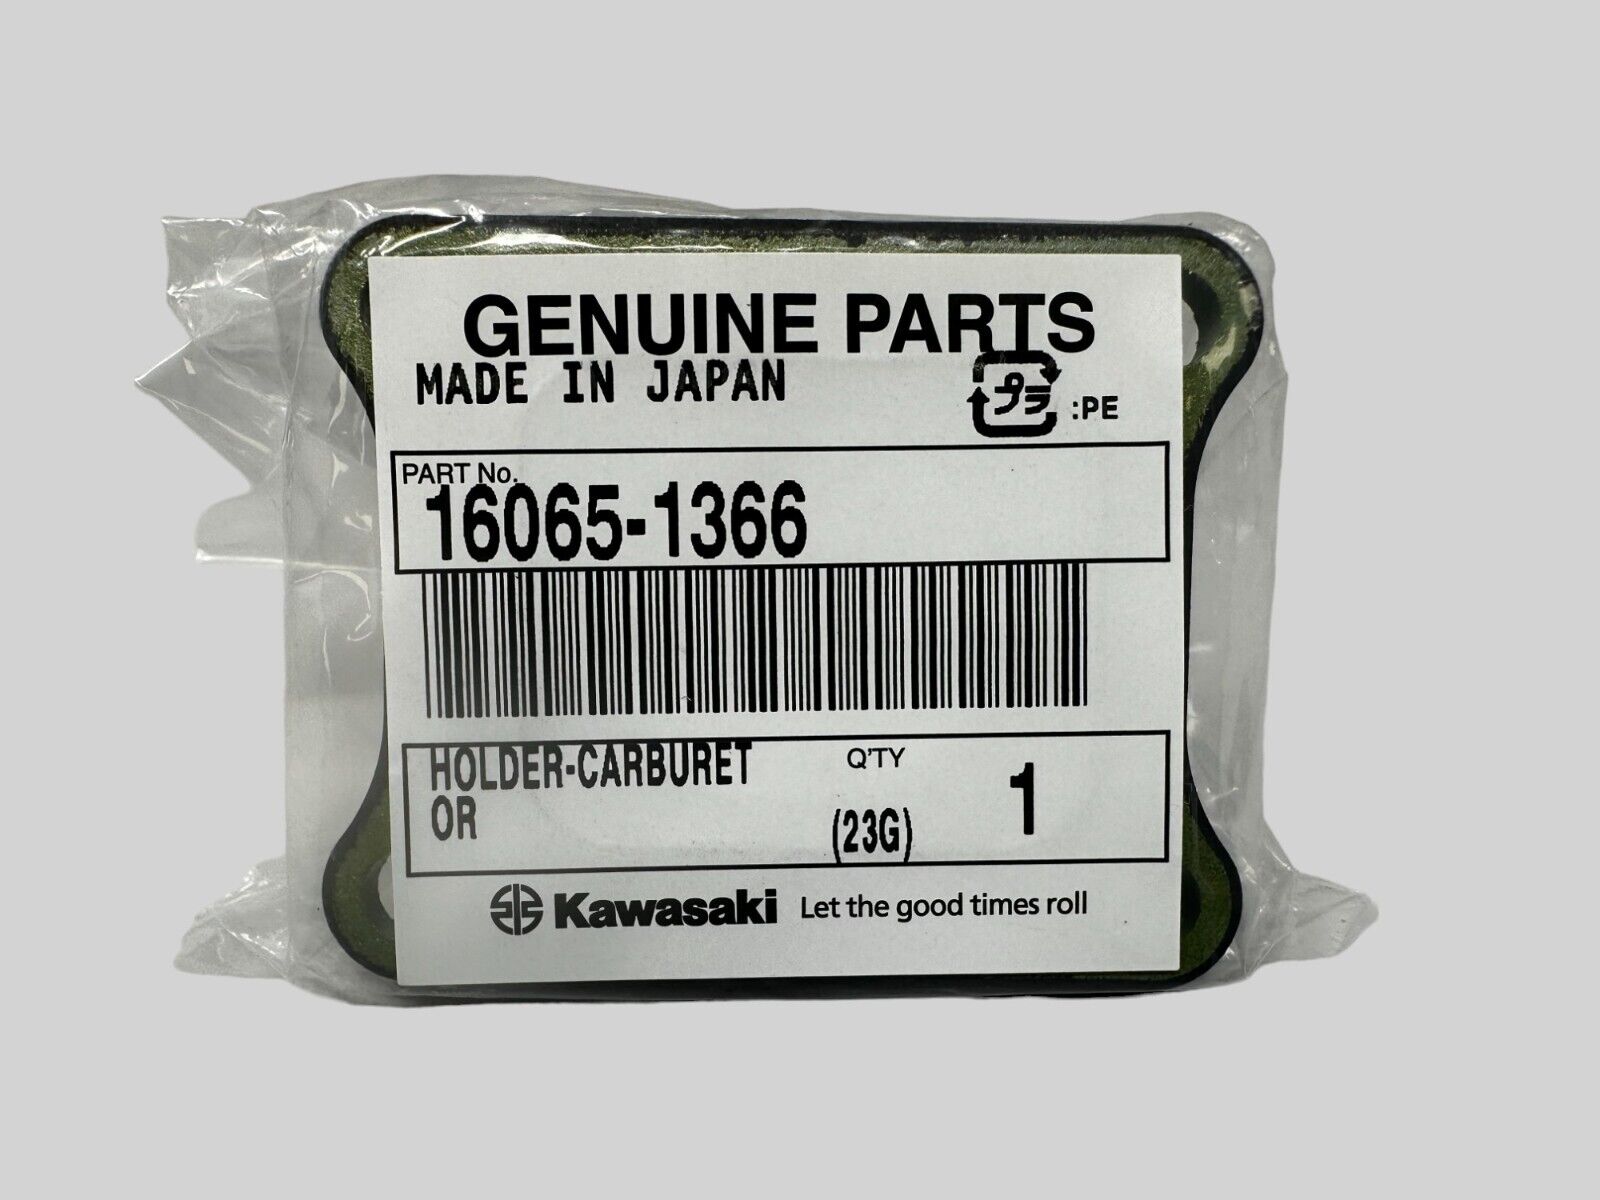 GENUINE PARTS
MADE IN JAPAN
プラ :PE
PART No.
16065-1366
HOLDER-CARBURET
OR
Q'TY
(23G)
1
Kawasaki Let the good times roll